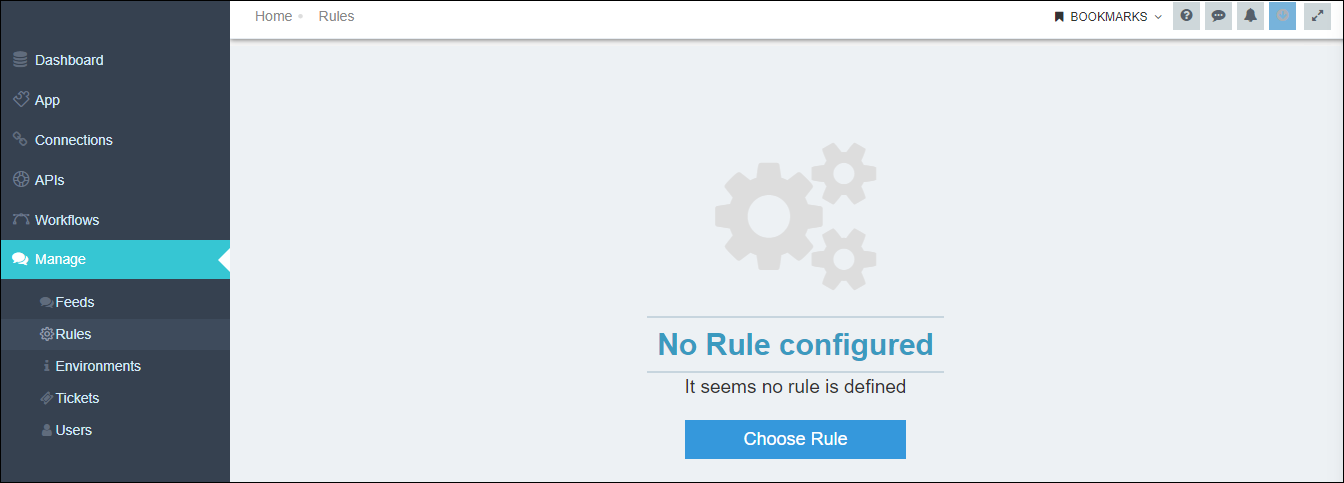 Home Rules
BOOKMARKS
Dashboard
App
Connections
APIs
Workflows
Manage
Feeds
Rules
Environments
Tickets
Users
No Rule configured
It seems no rule is defined
Choose Rule